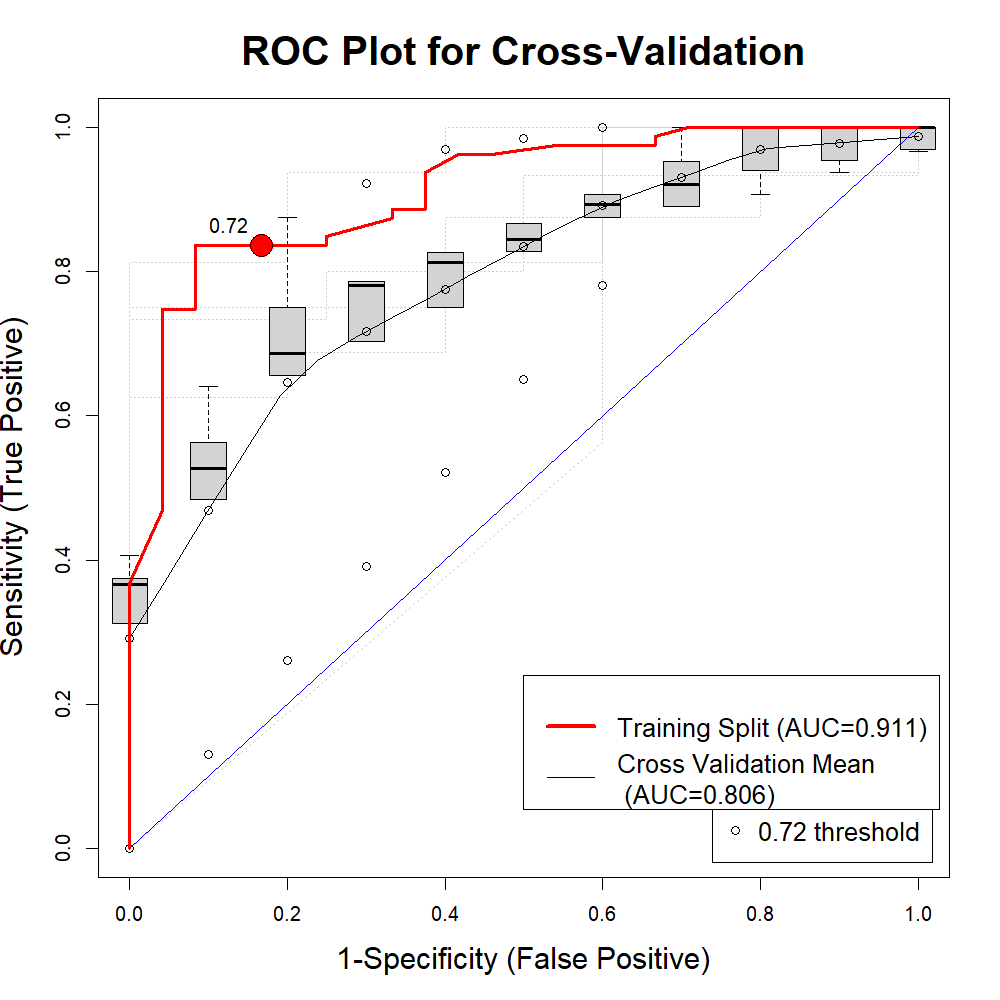 ROC Plot for Cross-Validation
Sensitivity (True Positive)
1.0
0.8
0.6
0.4
0.2
0.0
0.72
Training Split (AUC=0.911)
Cross Validation Mean
(AUC=0.806)
0.72 threshold
0.0 0.2 0.4 0.6 0.8 1.0
1-Specificity (False Positive)